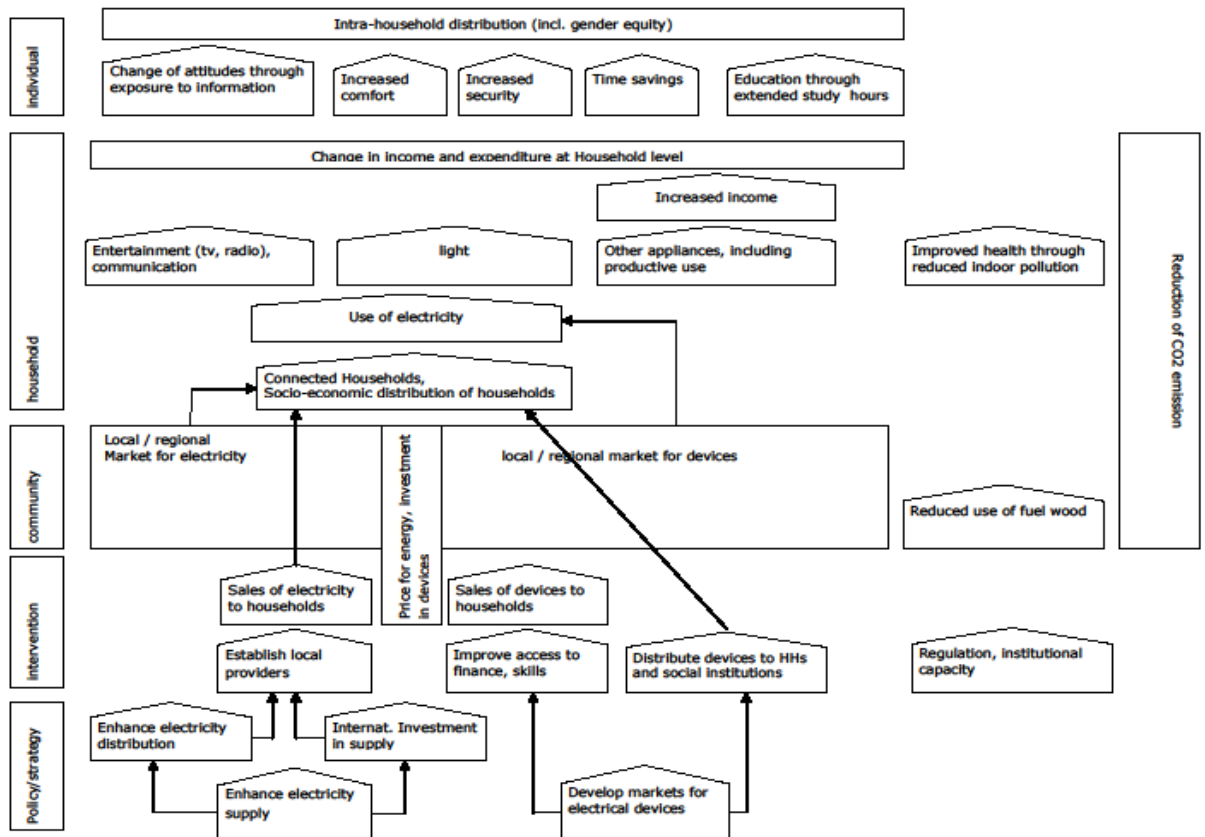 individual
Intra-household distribution (incl. gender equity)
Change of attitudes through
exposure to information
Increased
comfort
Increased
security
Time savings
Education through
extended study hours
household
Change in income and expenditure at Household level
Increased income
Entertainment (tv, radio),
communication
light
Other appliances, including
productive use
Improved health through
reduced indoor pollution
Use of electricity
Connected Households,
Socio-economic distribution of households
Reduction of CO2 emission
community
Local / regional
Market for electricity
Price for energy, investment
in devices
local / regional market for devices
Reduced use of fuel wood
intervention
Sales of electricity
to households
Sales of devices to
households
Establish local
providers
Improve access to
finance, skills
Distribute devices to HHs
and social institutions
Regulation, institutional
capacity
Policy/strategy
Enhance electricity
distribution
Internat. Investment
in supply
Enhance electricity
supply
Develop markets for
electrical devices